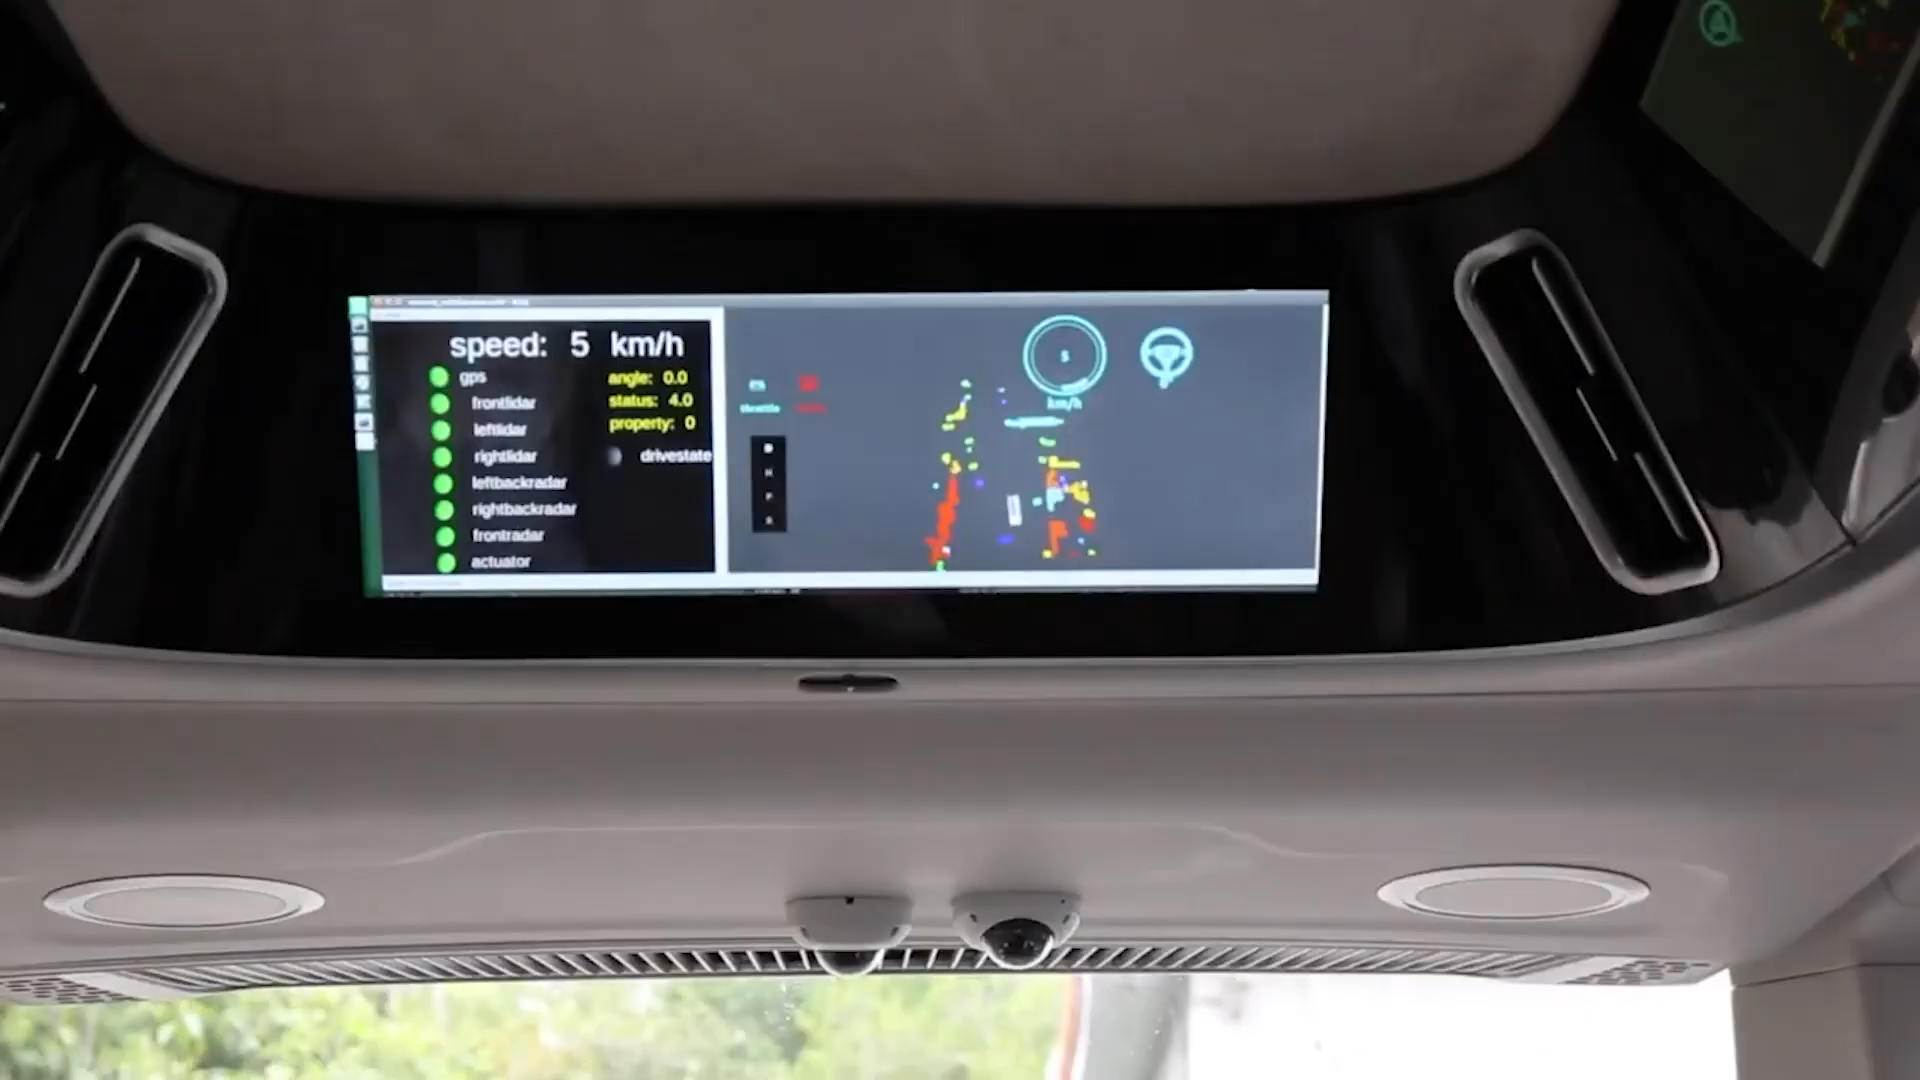 speed: 5 km/h
gps
angle: 0.0
frontlidar
status: 4.0
leftlidar
property: 0
rightlidar
drivestate
leftbackradar
rightbackradar
frontradar
actuator
throttle
km/h